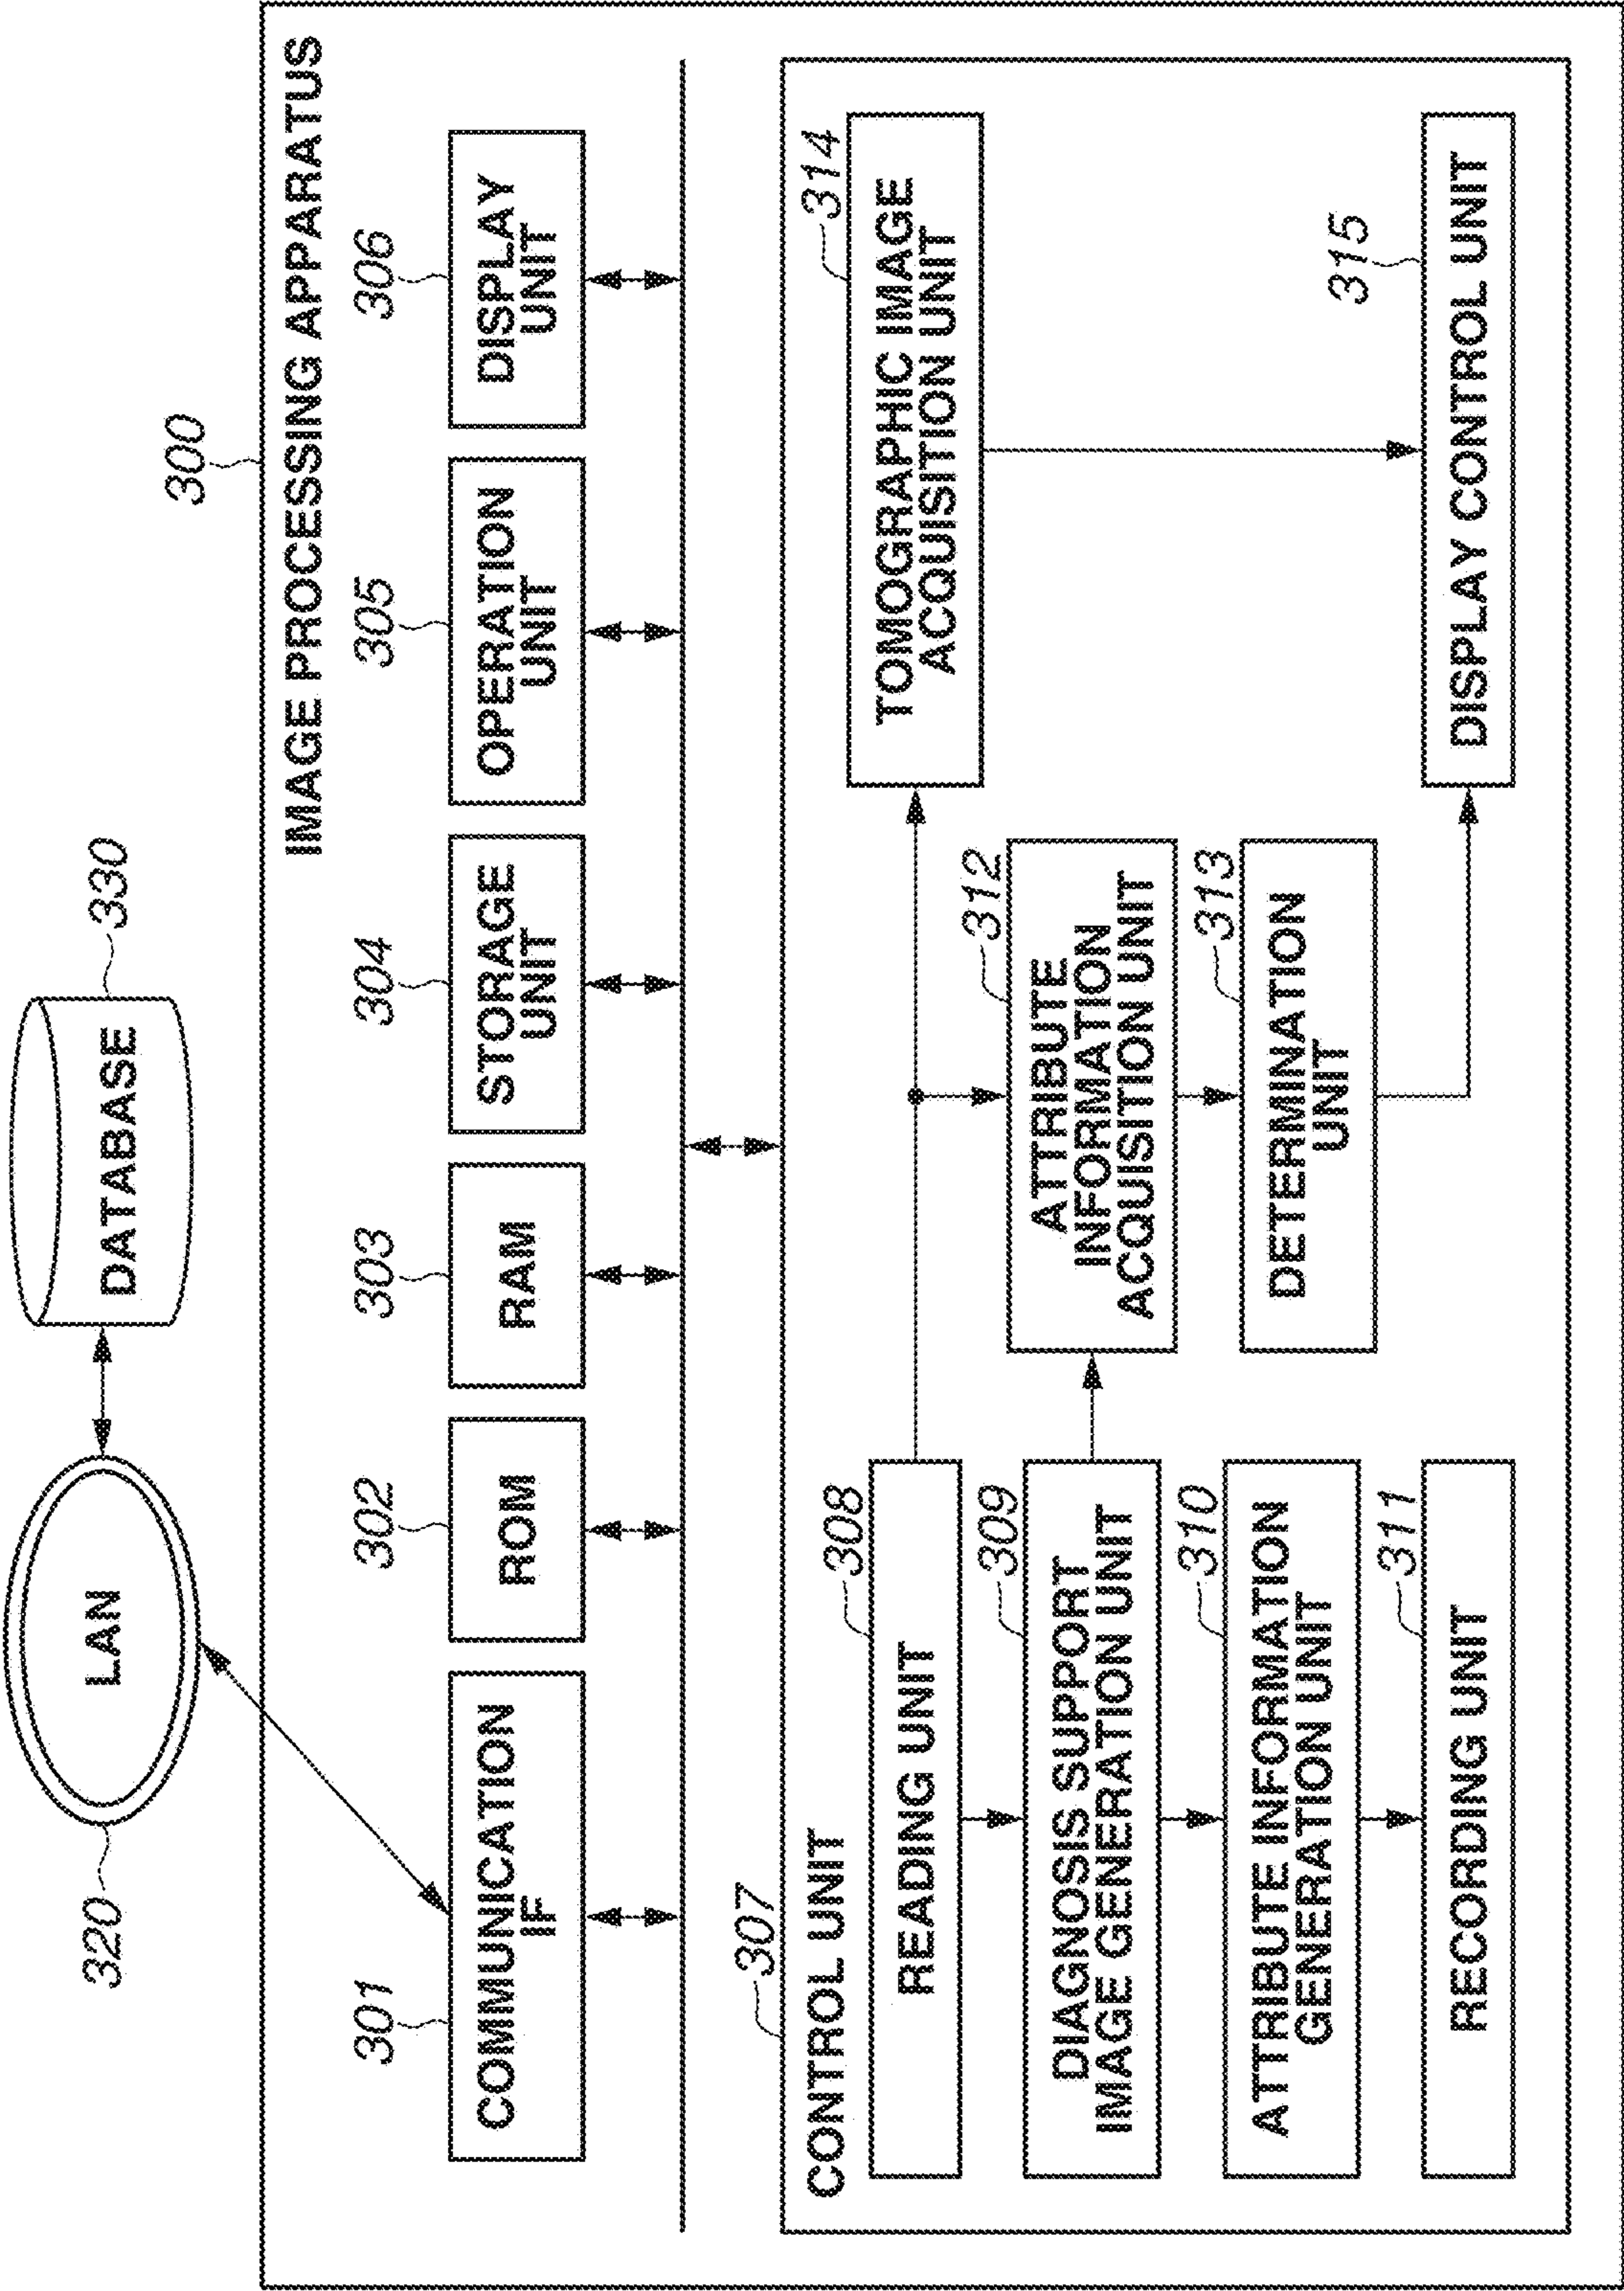 320
LAN
DATABASE
330
300
IMAGE PROCESSING APPARATUS
301
302
303
304
305
306
COMMUNICATION
IF
ROM
RAM
STORAGE
UNIT
OPERATION
UNIT
DISPLAY
UNIT
307
CONTROL UNIT
308
READING UNIT
309
DIAGNOSIS SUPPORT
IMAGE GENERATION UNIT
310
ATTRIBUTE INFORMATION
GENERATION UNIT
311
RECORDING UNIT
312
ATTRIBUTE
INFORMATION
ACQUISITION UNIT
313
DETERMINATION
UNIT
314
TOMOGRAPHIC IMAGE
ACQUISITION UNIT
315
DISPLAY CONTROL UNIT